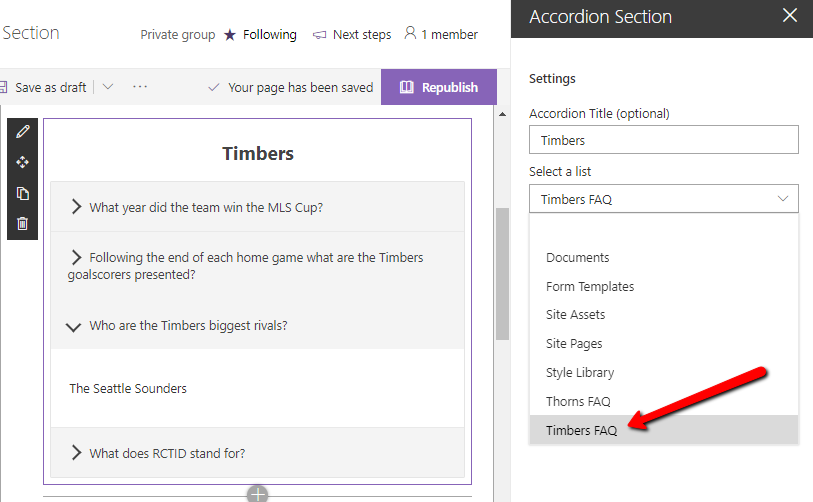 Section
Private group ★ Following Next steps 1 member
Save as draft ··· Your page has been saved Republish
Timbers
What year did the team win the MLS Cup?
Following the end of each home game what are the Timbers
goalscorers presented?
Who are the Timbers biggest rivals?
The Seattle Sounders
What does RCTID stand for?
Accordion Section
Settings
Accordion Title (optional)
Timbers
Select a list
Timbers FAQ
Documents
Form Templates
Site Assets
Site Pages
Style Library
Thorns FAQ
Timbers FAQ